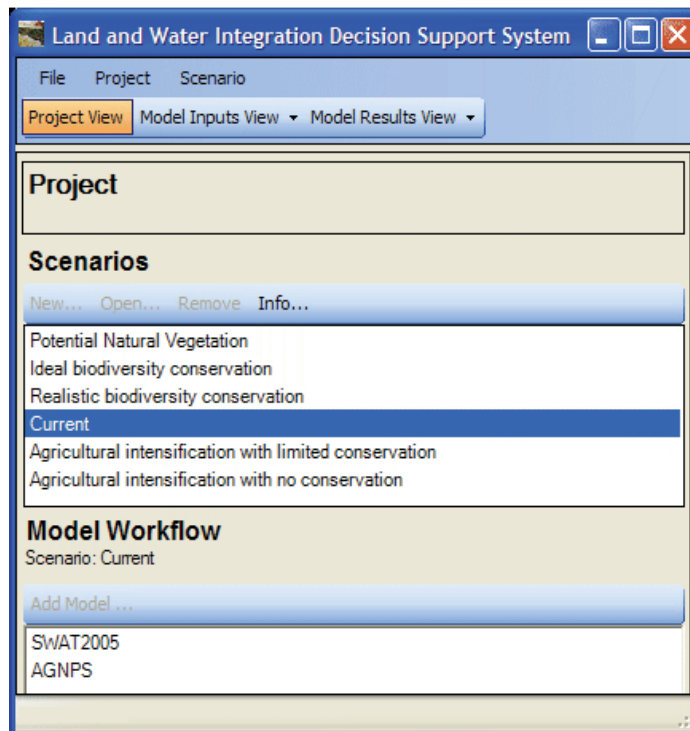 Land and Water Integration Decision Support System
File Project Scenario
Project View Model Inputs View Model Results View
Project
Scenarios
New... Open... Remove Info...
Potential Natural Vegetation
Ideal biodiversity conservation
Realistic biodiversity conservation
Current
Agricultural intensification with limited conservation
Agricultural intensification with no conservation
Model Workflow
Scenario: Current
Add Model ...
SWAT2005
AGNPS